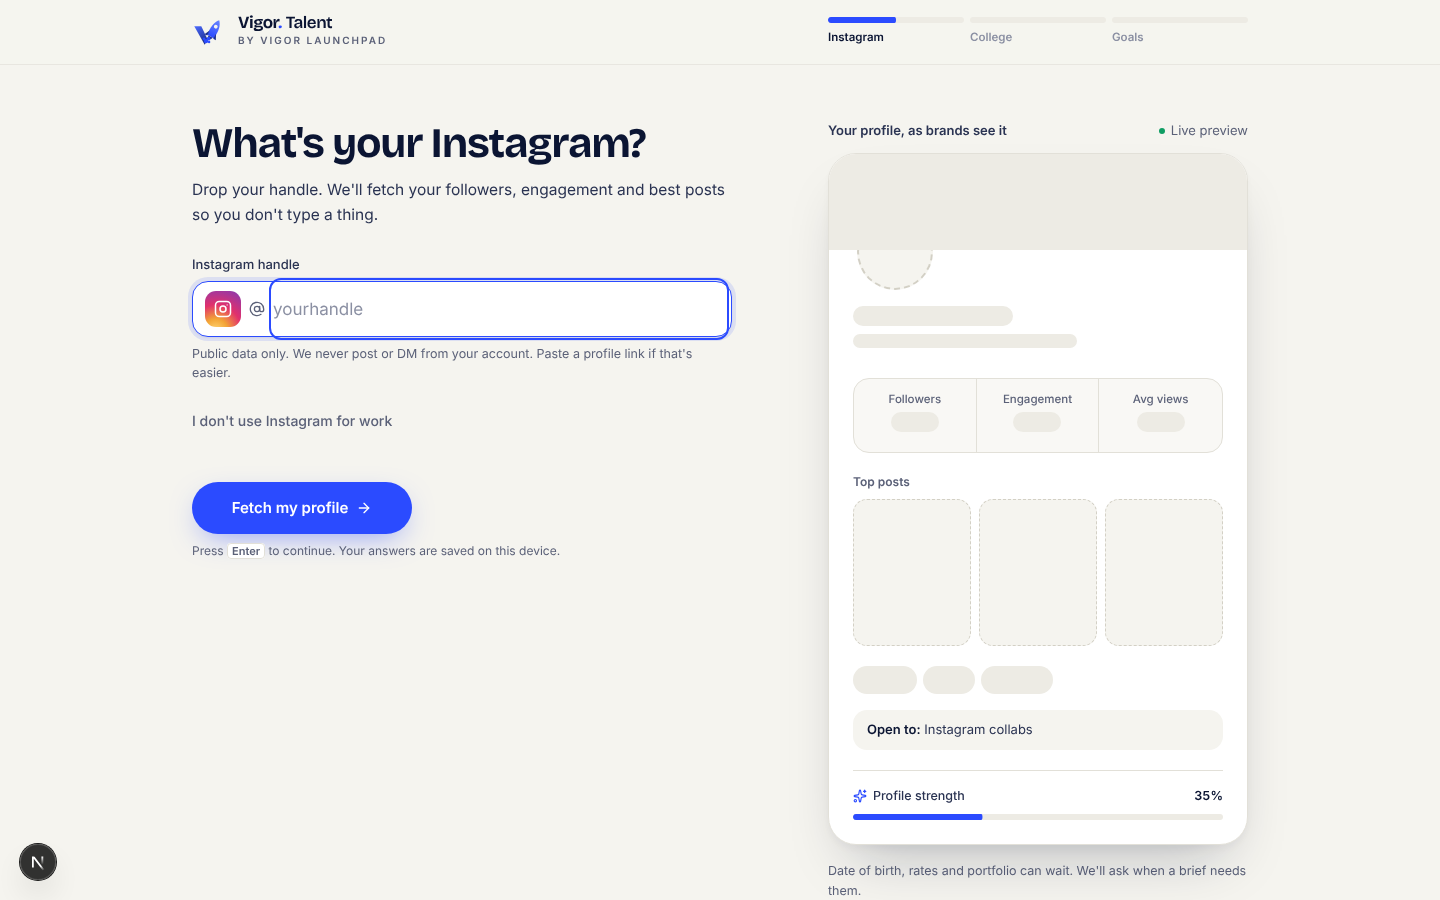 Vigor. Talent
BY VIGOR LAUNCHPAD
Instagram
College
Goals
What's your Instagram?
Drop your handle. We'll fetch your followers, engagement and best posts
so you don't type a thing.
Instagram handle
@ yourhandle
Public data only. We never post or DM from your account. Paste a profile link if that's
easier.
I don't use Instagram for work
Fetch my profile →
Press Enter to continue. Your answers are saved on this device.
Your profile, as brands see it
Live preview
Followers
Engagement
Avg views
Top posts
Open to: Instagram collabs
Profile strength
35%
Date of birth, rates and portfolio can wait. We'll ask when a brief needs
them.
N